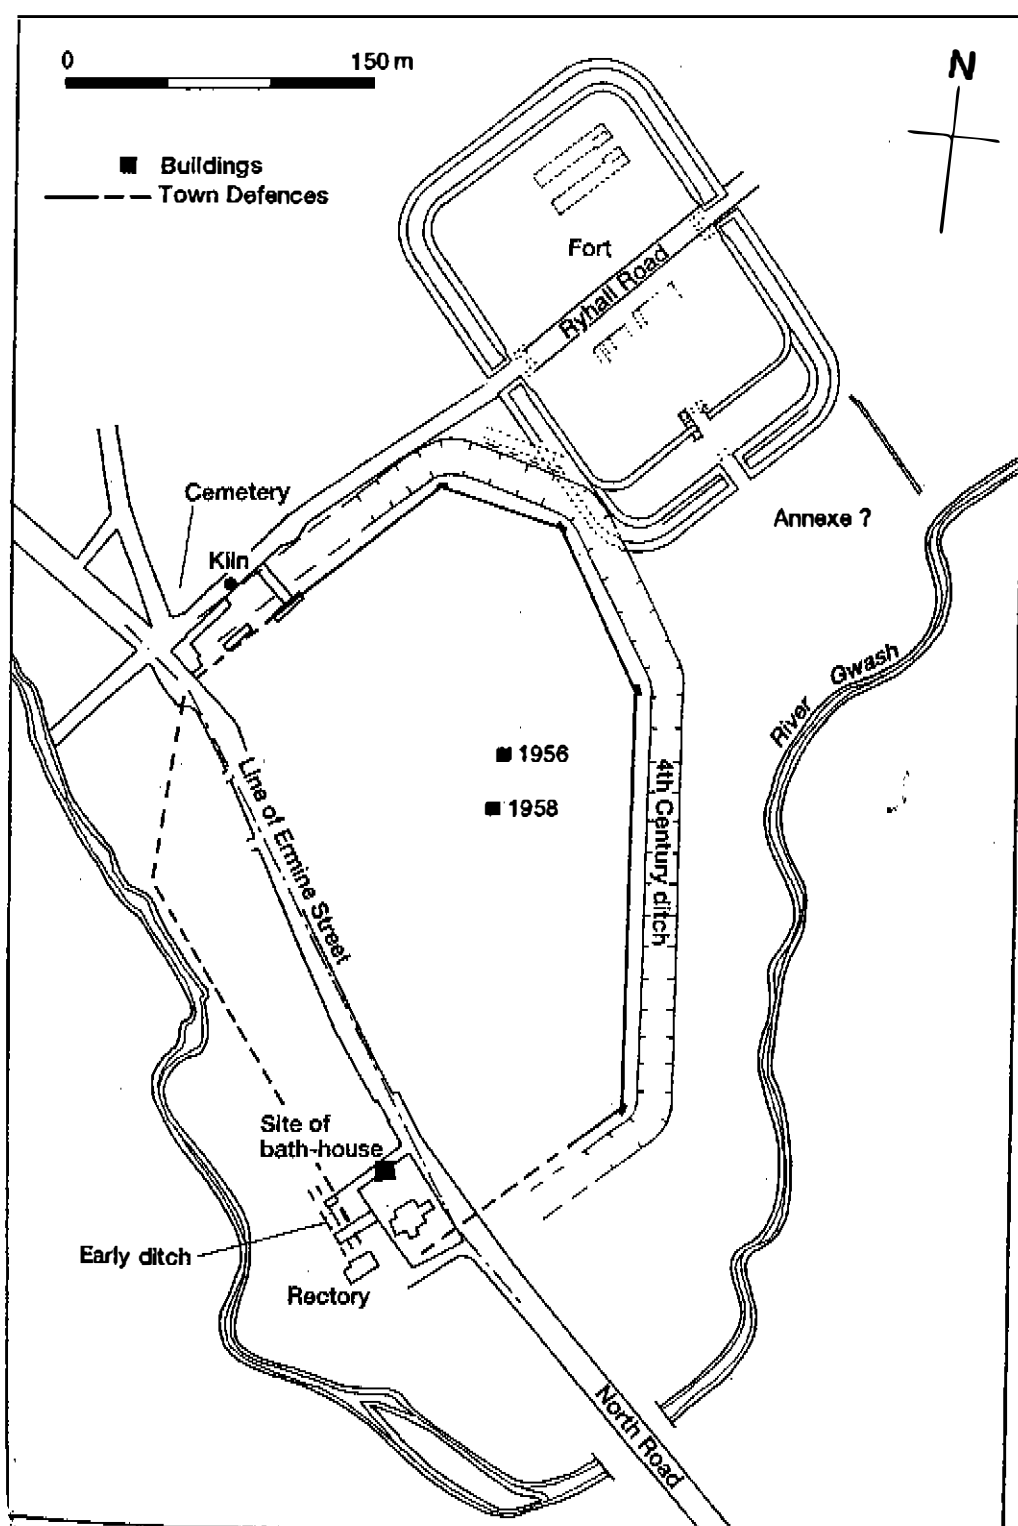 0 150 m
N
Buildings
Town Defences
Fort
Ryhall Road
Cemetery
Kiln
Annexe ?
River Gwash
1956
1958
4th Century ditch
Line of Ermine Street
Site of
bath-house
Early ditch
Rectory
North Road